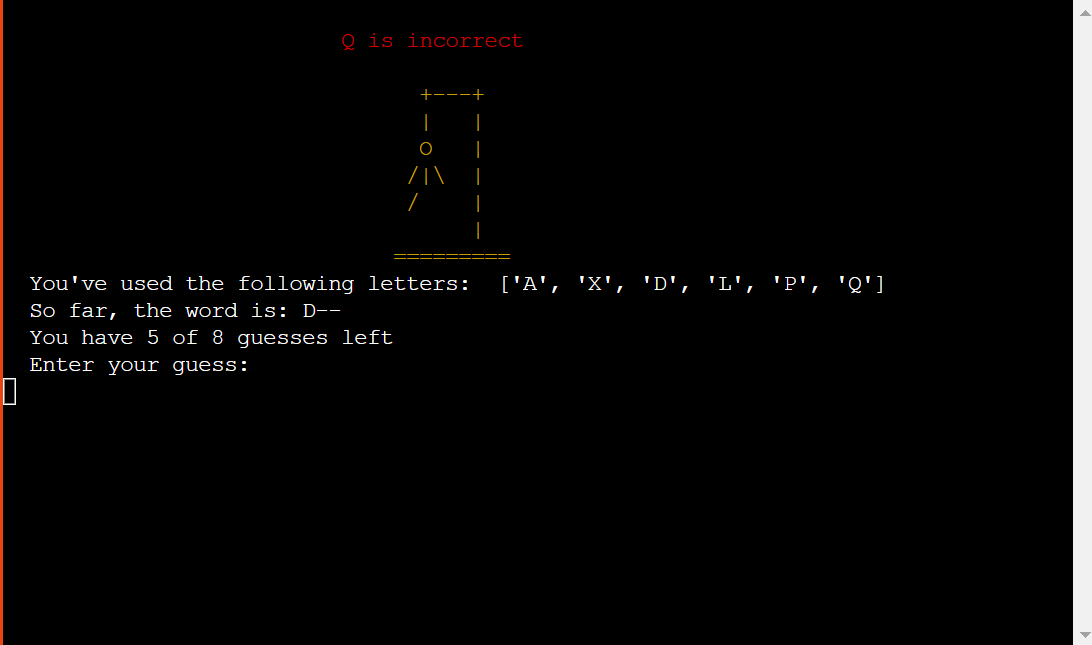 Q is incorrect
+---+
|   |
O   |
/|\  |
/    |
|
=========
You've used the following letters:  ['A', 'X', 'D', 'L', 'P', 'Q']
So far, the word is: D--
You have 5 of 8 guesses left
Enter your guess: